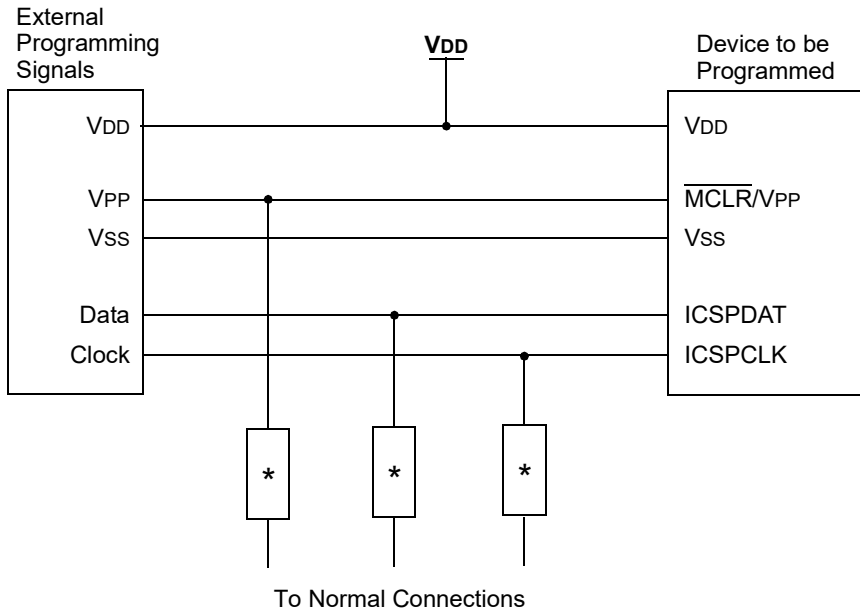 External
Programming
Signals
VDD
Device to be
Programmed
VDD
VDD
VPP
MCLR/VPP
VSS
VSS
Data
ICSPDAT
Clock
ICSPCLK
*
*
*
To Normal Connections